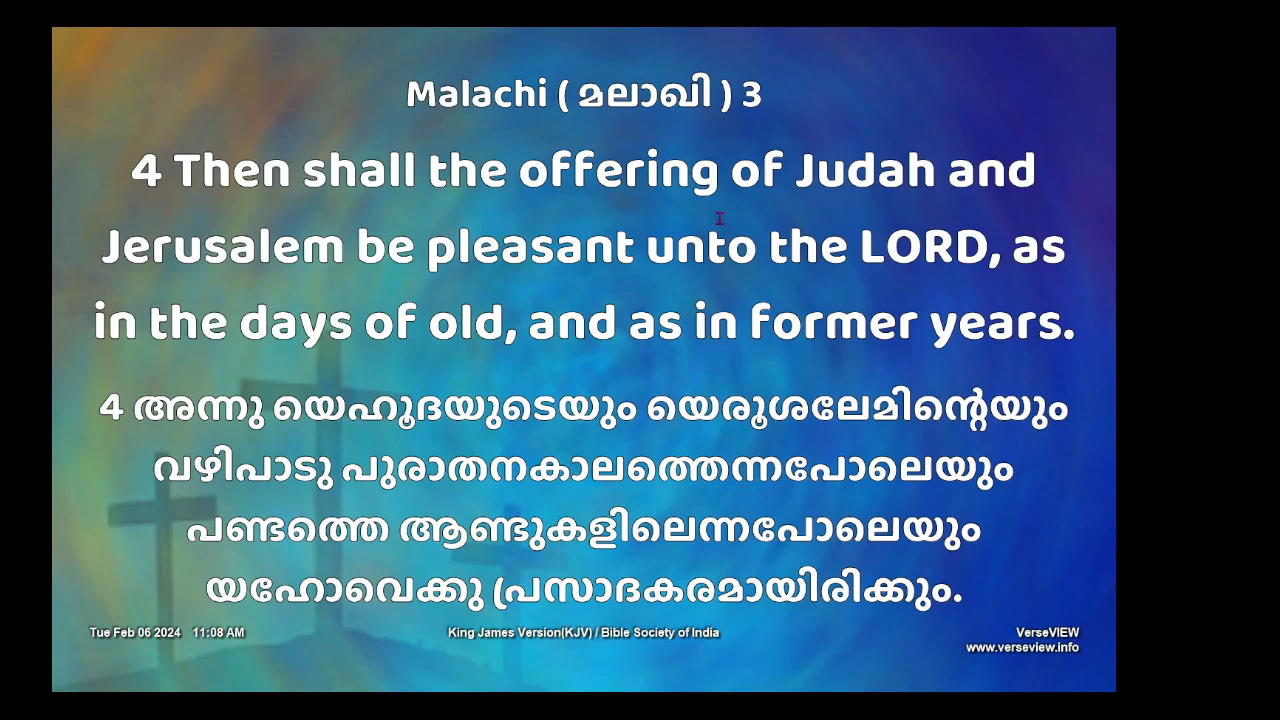 Malachi ( മലാഖി ) 3
4 Then shall the offering of Judah and
Jerusalem be pleasant unto the LORD, as
in the days of old, and as in former years.
4 അന്നു യെഹൂദയുടെയും യെരൂശലേമിന്റെയും
വഴിപാടു പുരാതനകാലത്തെന്നപോലെയും
പണ്ടത്തെ ആണ്ടുകളിലെന്നപോലെയും
യഹോവെക്കു പ്രസാദകരമായിരിക്കും.
Tue Feb 06 2024 11:08 AM
King James Version(KJV) / Bible Society of India
VerseVIEW
www.verseview.info